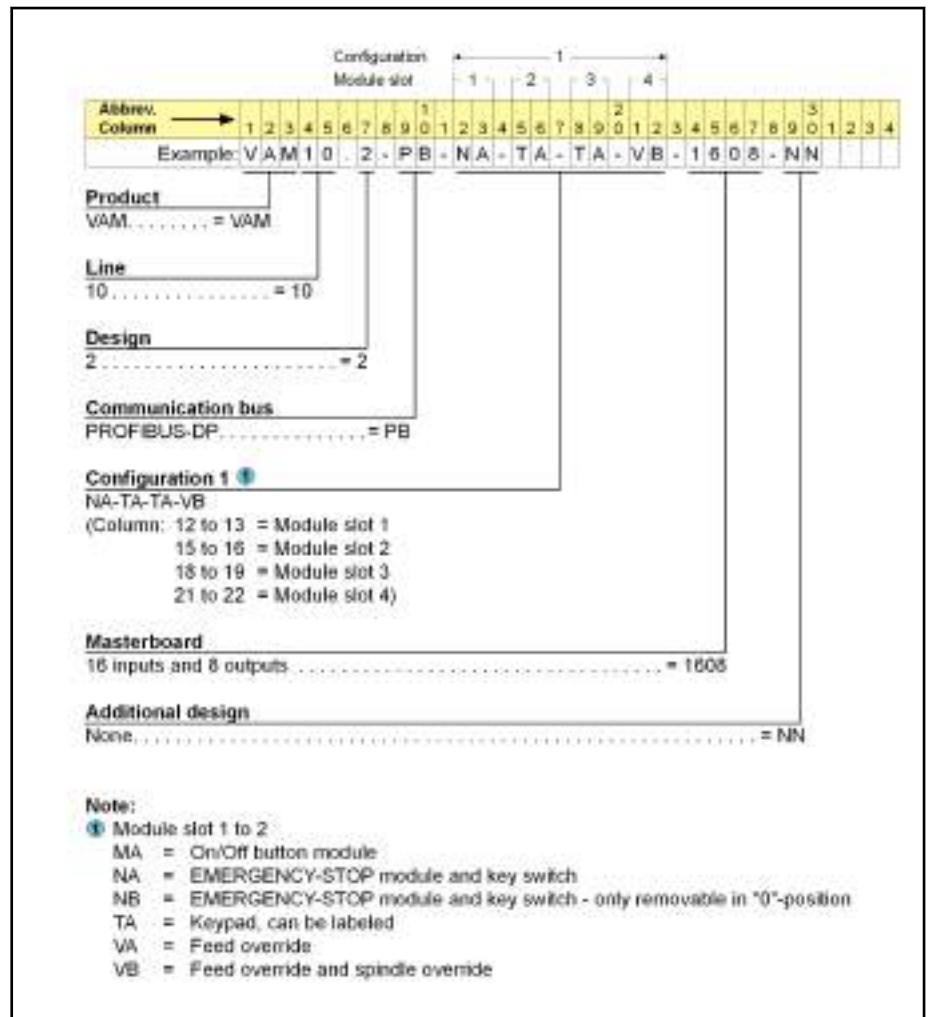 Configuration 1
Module slot 1 2 3 4
Abbrev. 1 2 3
Column 1 2 3 4 5 6 7 8 9 0 1 2 3 4 5 6 7 8 9 0 1 2 3 4 5 6 7 8 9 0 1 2 3 4
Example: V A M 1 0 . 2 - P B - N A - T A - T A - V B - 1 6 0 8 - N N
Product
VAM. . . . . . . . = VAM
Line
10 . . . . . . . . . . . . . . . = 10
Design
2 . . . . . . . . . . . . . . . . . . . . . . = 2
Communication bus
PROFIBUS-DP. . . . . . . . . . . . . . = PB
Configuration 1 1
NA-TA-TA-VB
(Column: 12 to 13 = Module slot 1
15 to 16 = Module slot 2
18 to 19 = Module slot 3
21 to 22 = Module slot 4)
Masterboard
16 inputs and 8 outputs . . . . . . . . . . . . . . . . . . . . . . . . . . . . . . . . . . = 1608
Additional design
None. . . . . . . . . . . . . . . . . . . . . . . . . . . . . . . . . . . . . . . . . . . . . . . . . . . . . . . . . . = NN
Note:
1 Module slot 1 to 2
MA = On/Off button module
NA = EMERGENCY-STOP module and key switch
NB = EMERGENCY-STOP module and key switch - only removable in "0"-position
TA = Keypad, can be labeled
VA = Feed override
VB = Feed override and spindle override